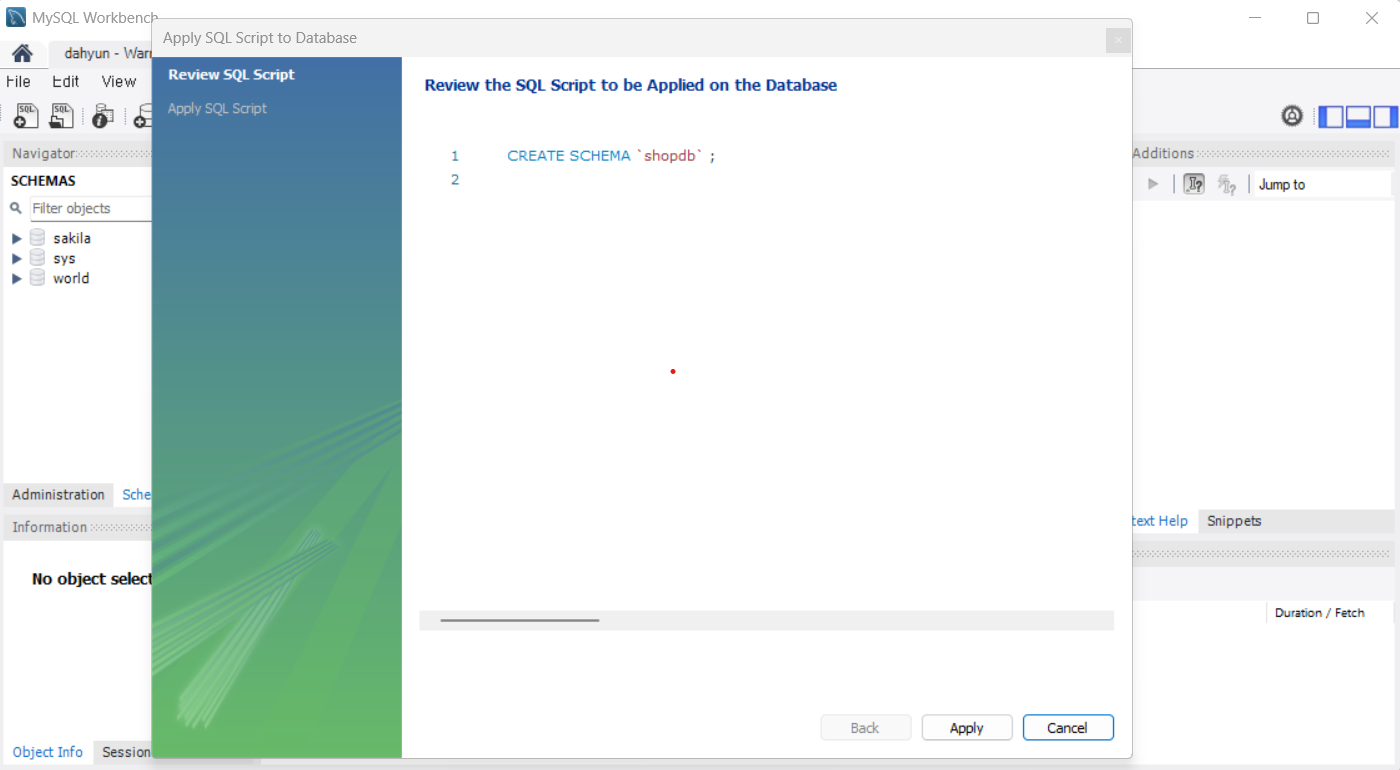 MySQL Workbench
Apply SQL Script to Database
dahyun - Warn
File Edit View
SQL SQL
Navigator
SCHEMAS
Filter objects
sakila
sys
world
Administration Sche
Information
No object select
Object Info Session
Review SQL Script
Apply SQL Script
Review the SQL Script to be Applied on the Database
1 CREATE SCHEMA `shopdb` ;
2
Back Apply Cancel
Additions
Jump to
text Help Snippets
Duration / Fetch